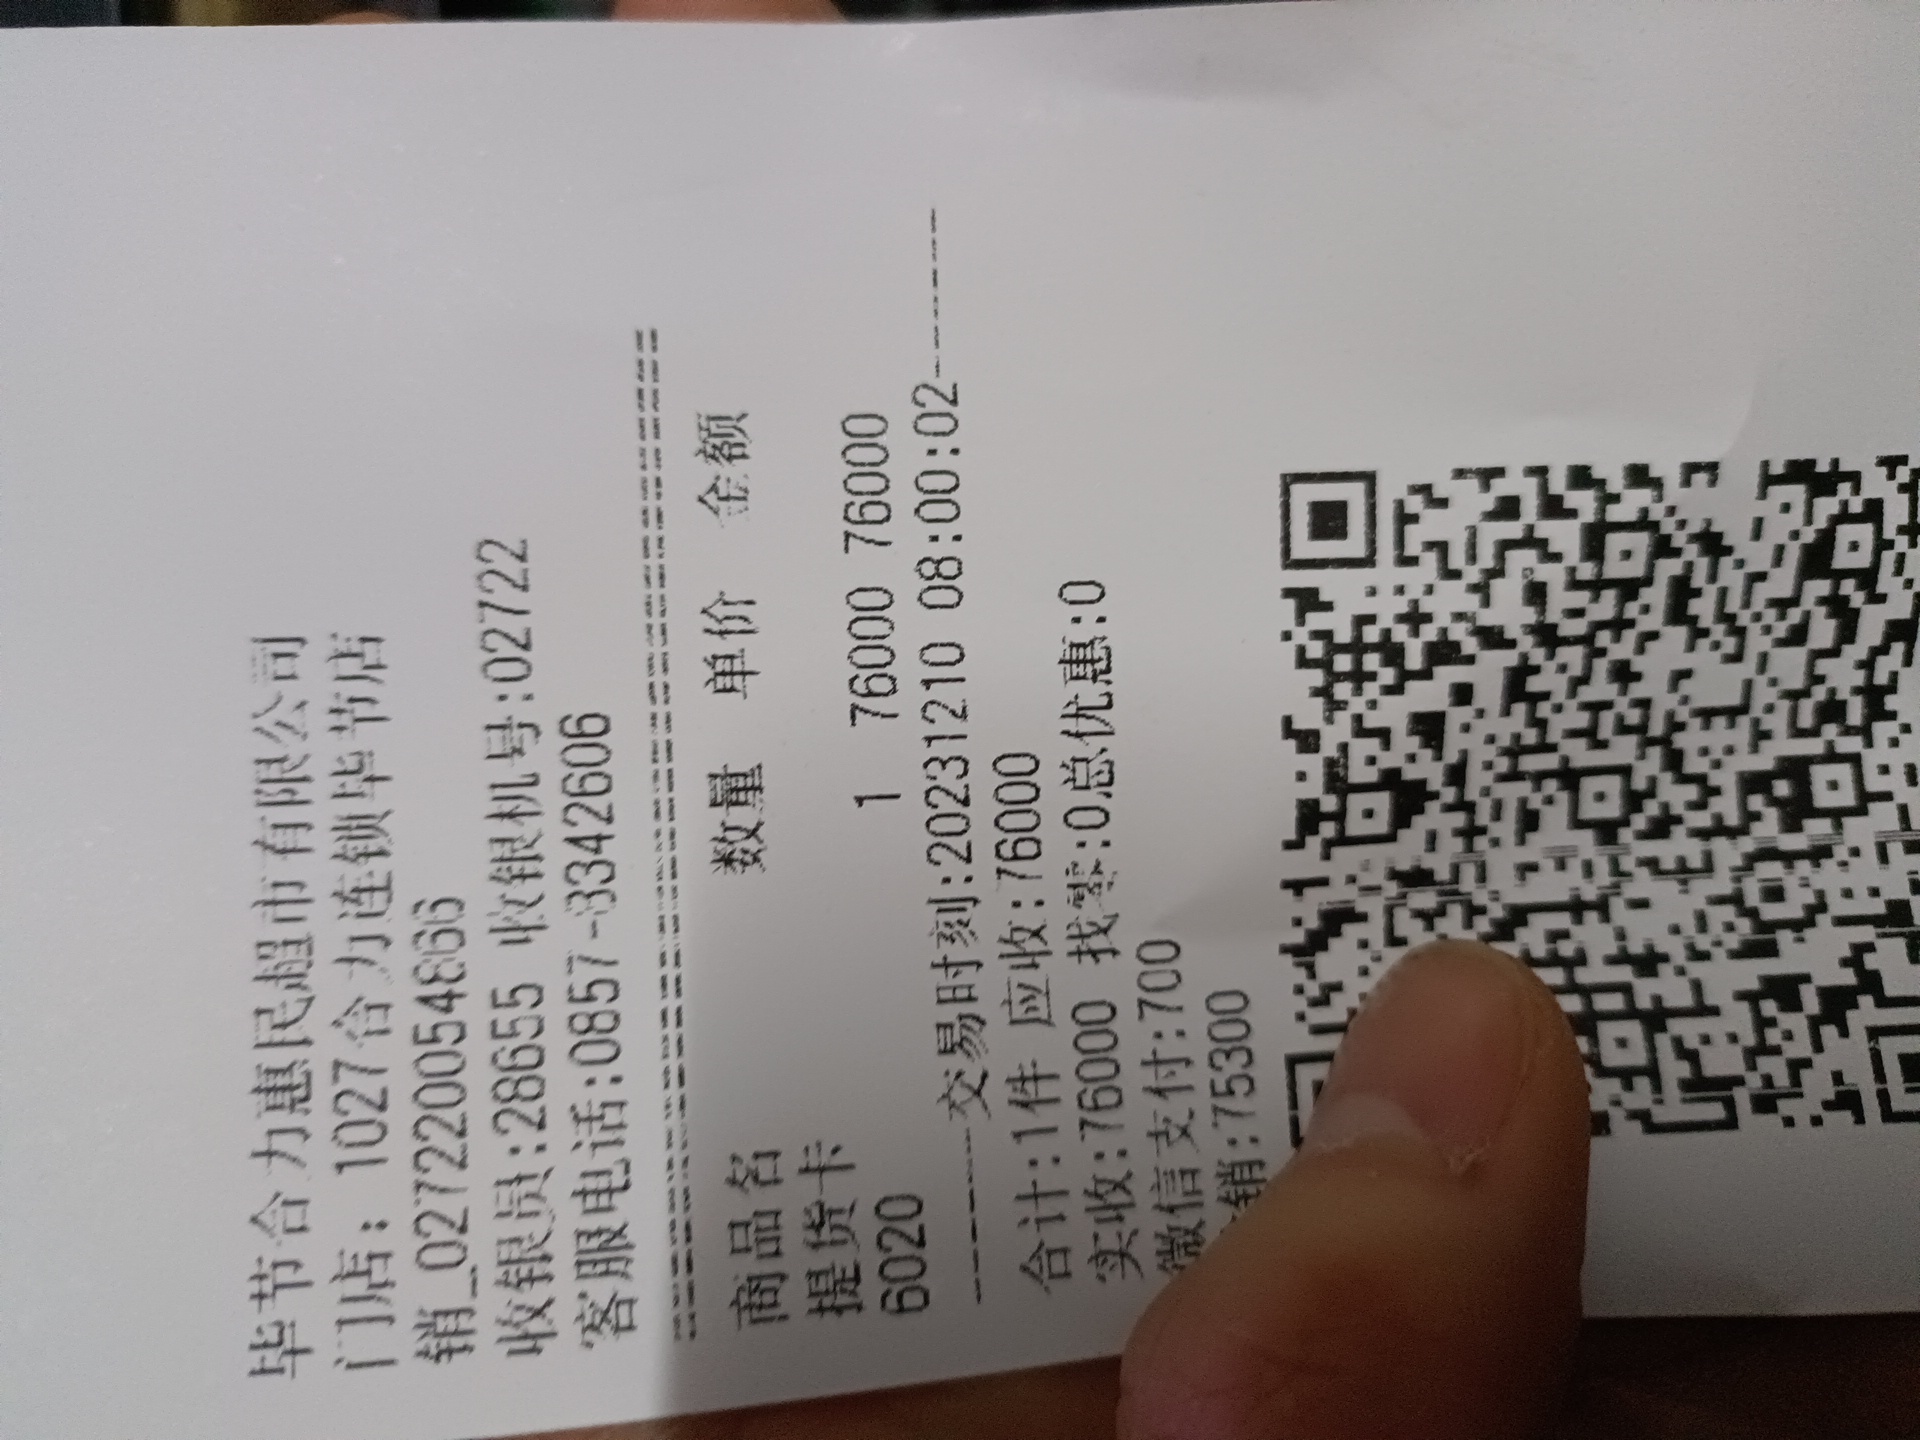 毕节合力惠民超市有限公司
门店: 1027合力连锁毕节店
销_027220054866
收银员:28655 收银机号:02722
客服电话:0857-3342606
商品名 数量 单价 金额
提货卡
6020 1 76000 76000
交易时刻:20231210 08:00:02
合计:1件 应收:76000
实收:76000 找零:0总优惠:0
微信支付:700
销:75300